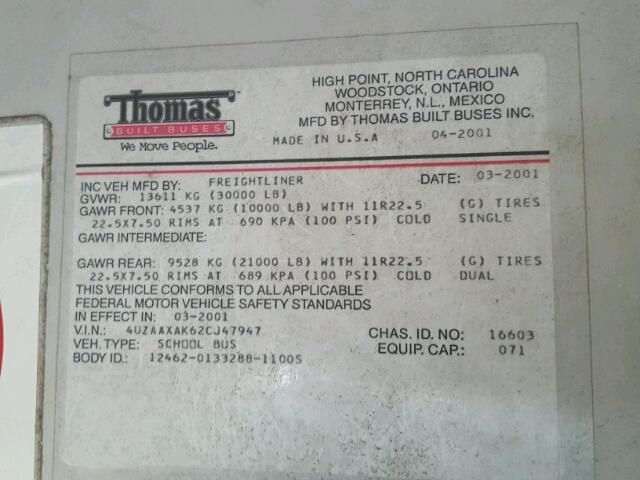 Thomas
BUILT BUSES
We Move People.
HIGH POINT, NORTH CAROLINA
WOODSTOCK, ONTARIO
MONTERREY, N.L., MEXICO
MFD BY THOMAS BUILT BUSES INC.
MADE IN U.S.A 04-2001
INC VEH MFD BY: FREIGHTLINER DATE: 03-2001
GVWR: 13611 KG (30000 LB)
GAWR FRONT: 4537 KG (10000 LB) WITH 11R22.5 (G) TIRES
22.5X7.50 RIMS AT 690 KPA (100 PSI) COLD SINGLE
GAWR INTERMEDIATE:
GAWR REAR: 9528 KG (21000 LB) WITH 11R22.5 (G) TIRES
22.5X7.50 RIMS AT 689 KPA (100 PSI) COLD DUAL
THIS VEHICLE CONFORMS TO ALL APPLICABLE
FEDERAL MOTOR VEHICLE SAFETY STANDARDS
IN EFFECT IN: 03-2001
V.I.N.: 4UZAAXAK62CJ47947 CHAS. ID. NO: 16603
VEH. TYPE: SCHOOL BUS EQUIP. CAP.: 071
BODY ID.: 12462-0133288-1100S